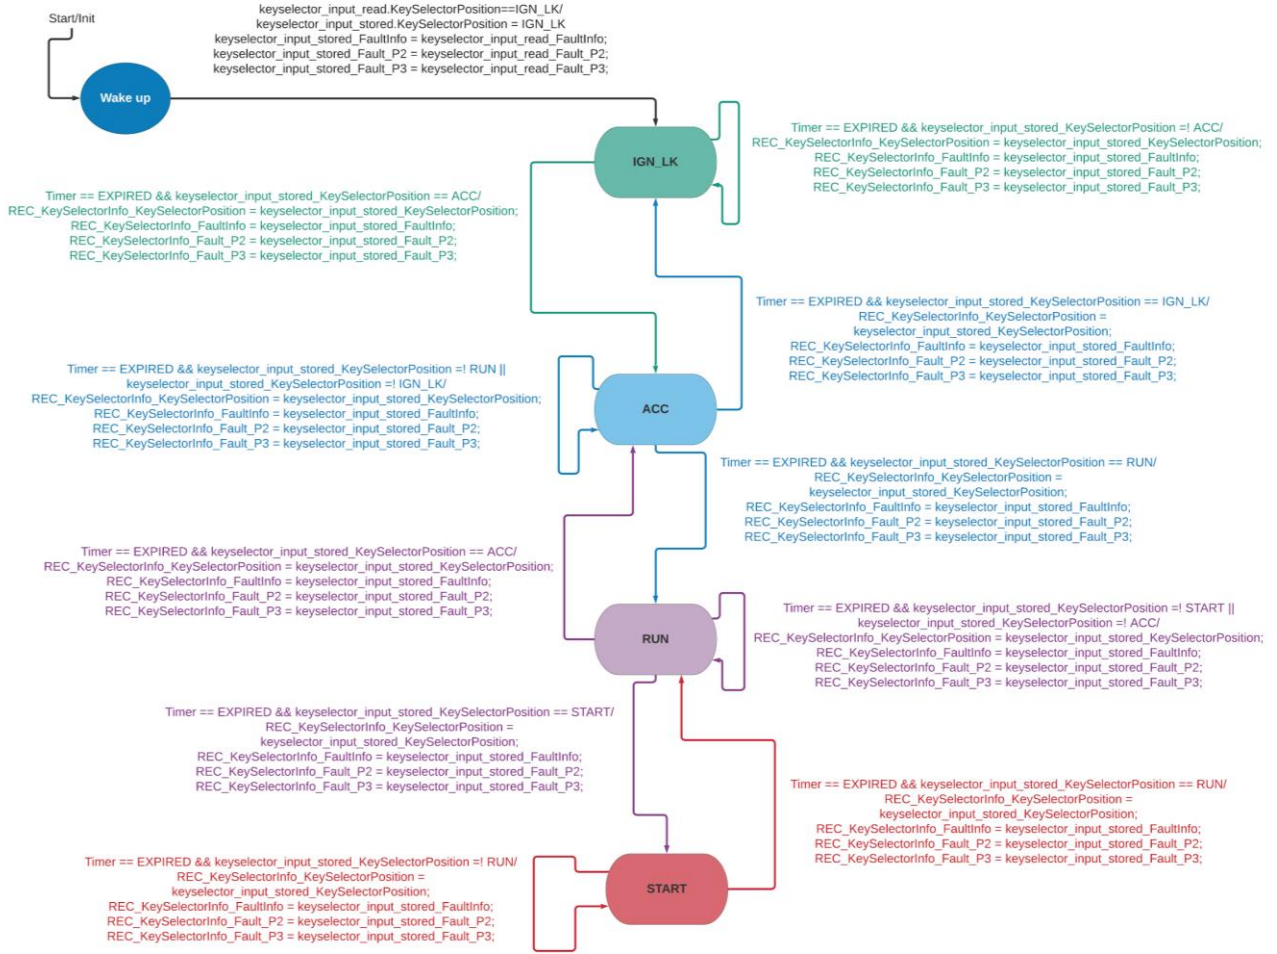 keyselector_input_read.KeySelectorPosition==IGN_LK/
keyselector_input_stored.KeySelectorPosition = IGN_LK
keyselector_input_stored_FaultInfo = keyselector_input_read_FaultInfo;
keyselector_input_stored_Fault_P2 = keyselector_input_read_Fault_P2;
keyselector_input_stored_Fault_P3 = keyselector_input_read_Fault_P3;
Start/Init
Wake up
IGN_LK
Timer == EXPIRED && keyselector_input_stored_KeySelectorPosition =! ACC/
REC_KeySelectorInfo_KeySelectorPosition = keyselector_input_stored_KeySelectorPosition;
REC_KeySelectorInfo_FaultInfo = keyselector_input_stored_FaultInfo;
REC_KeySelectorInfo_Fault_P2 = keyselector_input_stored_Fault_P2;
REC_KeySelectorInfo_Fault_P3 = keyselector_input_stored_Fault_P3;
Timer == EXPIRED && keyselector_input_stored_KeySelectorPosition == ACC/
REC_KeySelectorInfo_KeySelectorPosition = keyselector_input_stored_KeySelectorPosition;
REC_KeySelectorInfo_FaultInfo = keyselector_input_stored_FaultInfo;
REC_KeySelectorInfo_Fault_P2 = keyselector_input_stored_Fault_P2;
REC_KeySelectorInfo_Fault_P3 = keyselector_input_stored_Fault_P3;
Timer == EXPIRED && keyselector_input_stored_KeySelectorPosition == IGN_LK/
REC_KeySelectorInfo_KeySelectorPosition =
keyselector_input_stored_KeySelectorPosition;
REC_KeySelectorInfo_FaultInfo = keyselector_input_stored_FaultInfo;
REC_KeySelectorInfo_Fault_P2 = keyselector_input_stored_Fault_P2;
REC_KeySelectorInfo_Fault_P3 = keyselector_input_stored_Fault_P3;
Timer == EXPIRED && keyselector_input_stored_KeySelectorPosition =! RUN ||
keyselector_input_stored_KeySelectorPosition =! IGN_LK/
REC_KeySelectorInfo_KeySelectorPosition = keyselector_input_stored_KeySelectorPosition;
REC_KeySelectorInfo_FaultInfo = keyselector_input_stored_FaultInfo;
REC_KeySelectorInfo_Fault_P2 = keyselector_input_stored_Fault_P2;
REC_KeySelectorInfo_Fault_P3 = keyselector_input_stored_Fault_P3;
ACC
Timer == EXPIRED && keyselector_input_stored_KeySelectorPosition == RUN/
REC_KeySelectorInfo_KeySelectorPosition =
keyselector_input_stored_KeySelectorPosition;
REC_KeySelectorInfo_FaultInfo = keyselector_input_stored_FaultInfo;
REC_KeySelectorInfo_Fault_P2 = keyselector_input_stored_Fault_P2;
REC_KeySelectorInfo_Fault_P3 = keyselector_input_stored_Fault_P3;
Timer == EXPIRED && keyselector_input_stored_KeySelectorPosition == ACC/
REC_KeySelectorInfo_KeySelectorPosition = keyselector_input_stored_KeySelectorPosition;
REC_KeySelectorInfo_FaultInfo = keyselector_input_stored_FaultInfo;
REC_KeySelectorInfo_Fault_P2 = keyselector_input_stored_Fault_P2;
REC_KeySelectorInfo_Fault_P3 = keyselector_input_stored_Fault_P3;
RUN
Timer == EXPIRED && keyselector_input_stored_KeySelectorPosition =! START ||
keyselector_input_stored_KeySelectorPosition =! ACC/
REC_KeySelectorInfo_KeySelectorPosition = keyselector_input_stored_KeySelectorPosition;
REC_KeySelectorInfo_FaultInfo = keyselector_input_stored_FaultInfo;
REC_KeySelectorInfo_Fault_P2 = keyselector_input_stored_Fault_P2;
REC_KeySelectorInfo_Fault_P3 = keyselector_input_stored_Fault_P3;
Timer == EXPIRED && keyselector_input_stored_KeySelectorPosition == START/
REC_KeySelectorInfo_KeySelectorPosition =
keyselector_input_stored_KeySelectorPosition;
REC_KeySelectorInfo_FaultInfo = keyselector_input_stored_FaultInfo;
REC_KeySelectorInfo_Fault_P2 = keyselector_input_stored_Fault_P2;
REC_KeySelectorInfo_Fault_P3 = keyselector_input_stored_Fault_P3;
Timer == EXPIRED && keyselector_input_stored_KeySelectorPosition == RUN/
REC_KeySelectorInfo_KeySelectorPosition =
keyselector_input_stored_KeySelectorPosition;
REC_KeySelectorInfo_FaultInfo = keyselector_input_stored_FaultInfo;
REC_KeySelectorInfo_Fault_P2 = keyselector_input_stored_Fault_P2;
REC_KeySelectorInfo_Fault_P3 = keyselector_input_stored_Fault_P3;
Timer == EXPIRED && keyselector_input_stored_KeySelectorPosition =! RUN/
REC_KeySelectorInfo_KeySelectorPosition =
keyselector_input_stored_KeySelectorPosition;
REC_KeySelectorInfo_FaultInfo = keyselector_input_stored_FaultInfo;
REC_KeySelectorInfo_Fault_P2 = keyselector_input_stored_Fault_P2;
REC_KeySelectorInfo_Fault_P3 = keyselector_input_stored_Fault_P3;
START